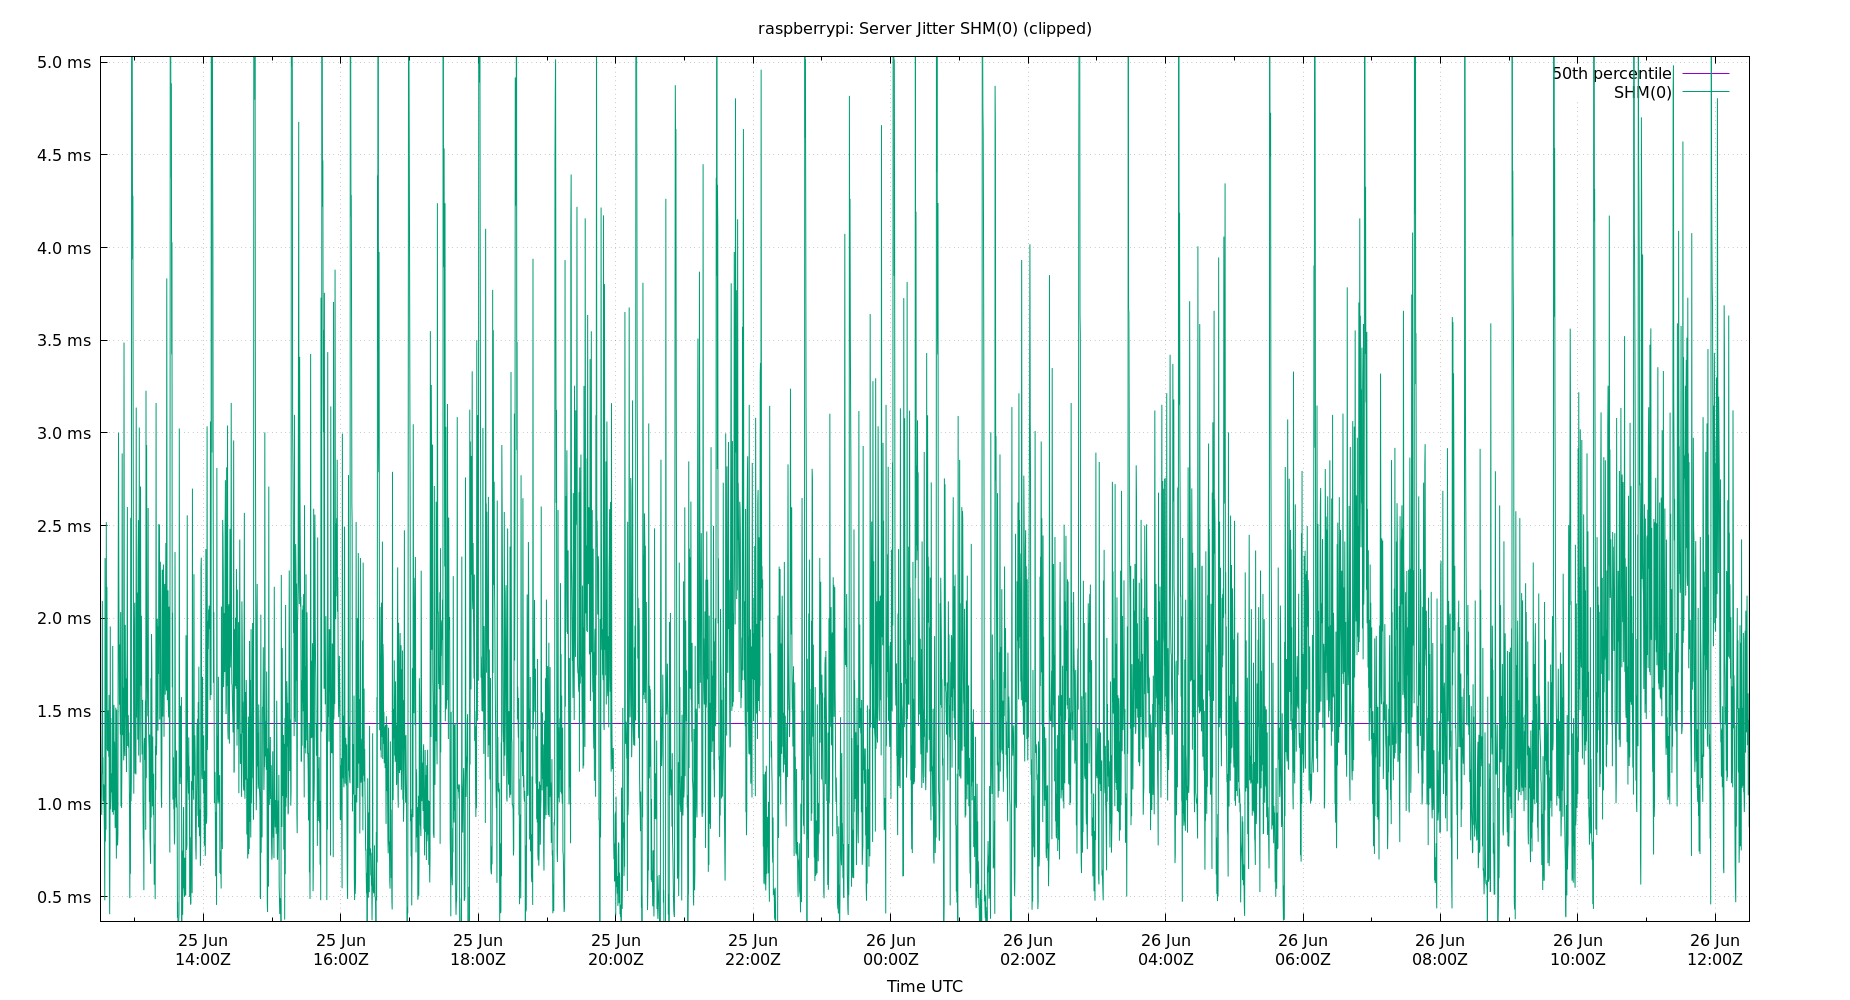 raspberrypi: Server Jitter SHM(0) (clipped)
5.0 ms
4.5 ms
4.0 ms
3.5 ms
3.0 ms
2.5 ms
2.0 ms
1.5 ms
1.0 ms
0.5 ms
50th percentile
SHM(0)
25 Jun 25 Jun 25 Jun 25 Jun 25 Jun 26 Jun 26 Jun 26 Jun 26 Jun 26 Jun 26 Jun 26 Jun
14:00Z 16:00Z 18:00Z 20:00Z 22:00Z 00:00Z 02:00Z 04:00Z 06:00Z 08:00Z 10:00Z 12:00Z
Time UTC